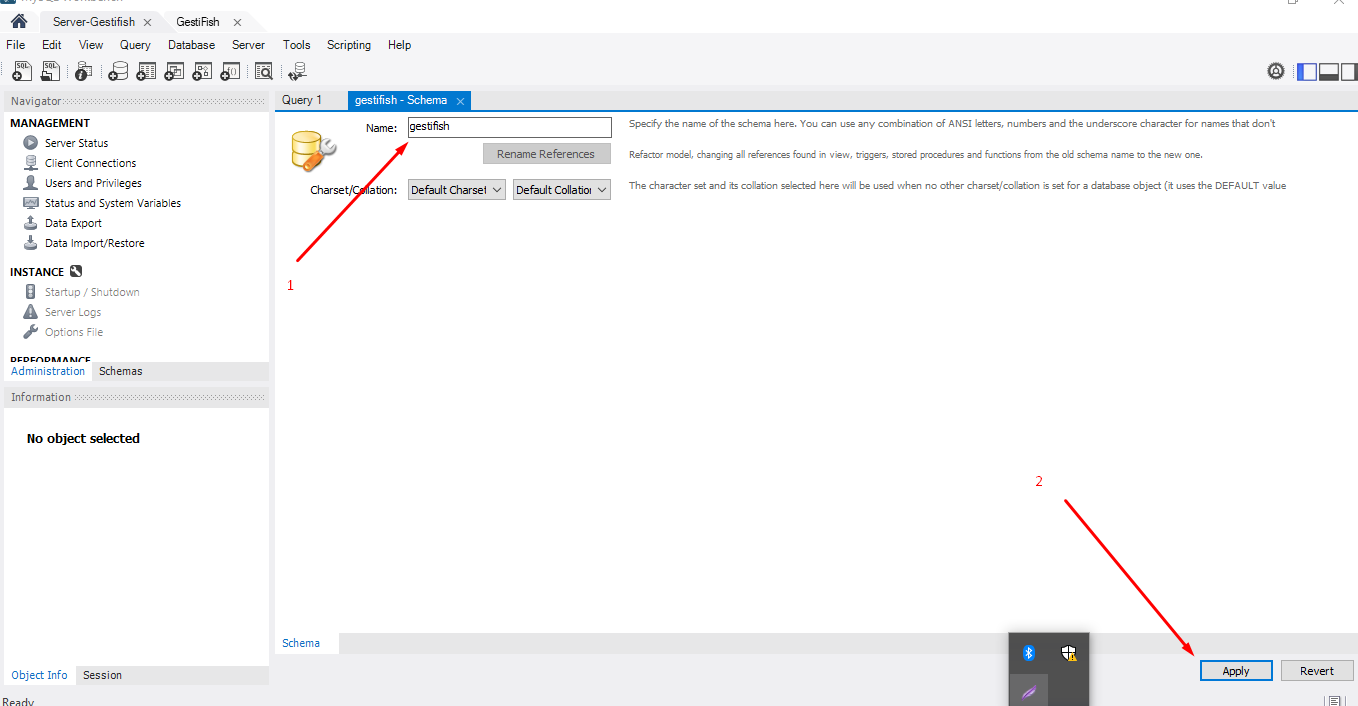 MySQL Workbench
Server-Gestifish
GestiFish
File Edit View Query Database Server Tools Scripting Help
SQL SQL
Navigator
MANAGEMENT
Server Status
Client Connections
Users and Privileges
Status and System Variables
Data Export
Data Import/Restore
INSTANCE
Startup / Shutdown
Server Logs
Options File
PERFORMANCE
Administration Schemas
Information
No object selected
Object Info Session
Ready
Query 1 gestifish - Schema
Name: gestifish
Specify the name of the schema here. You can use any combination of ANSI letters, numbers and the underscore character for names that don't
Rename References
Refactor model, changing all references found in view, triggers, stored procedures and functions from the old schema name to the new one.
Charset/Collation: Default Charset Default Collation
The character set and its collation selected here will be used when no other charset/collation is set for a database object (it uses the DEFAULT value
1
2
Schema
Apply Revert